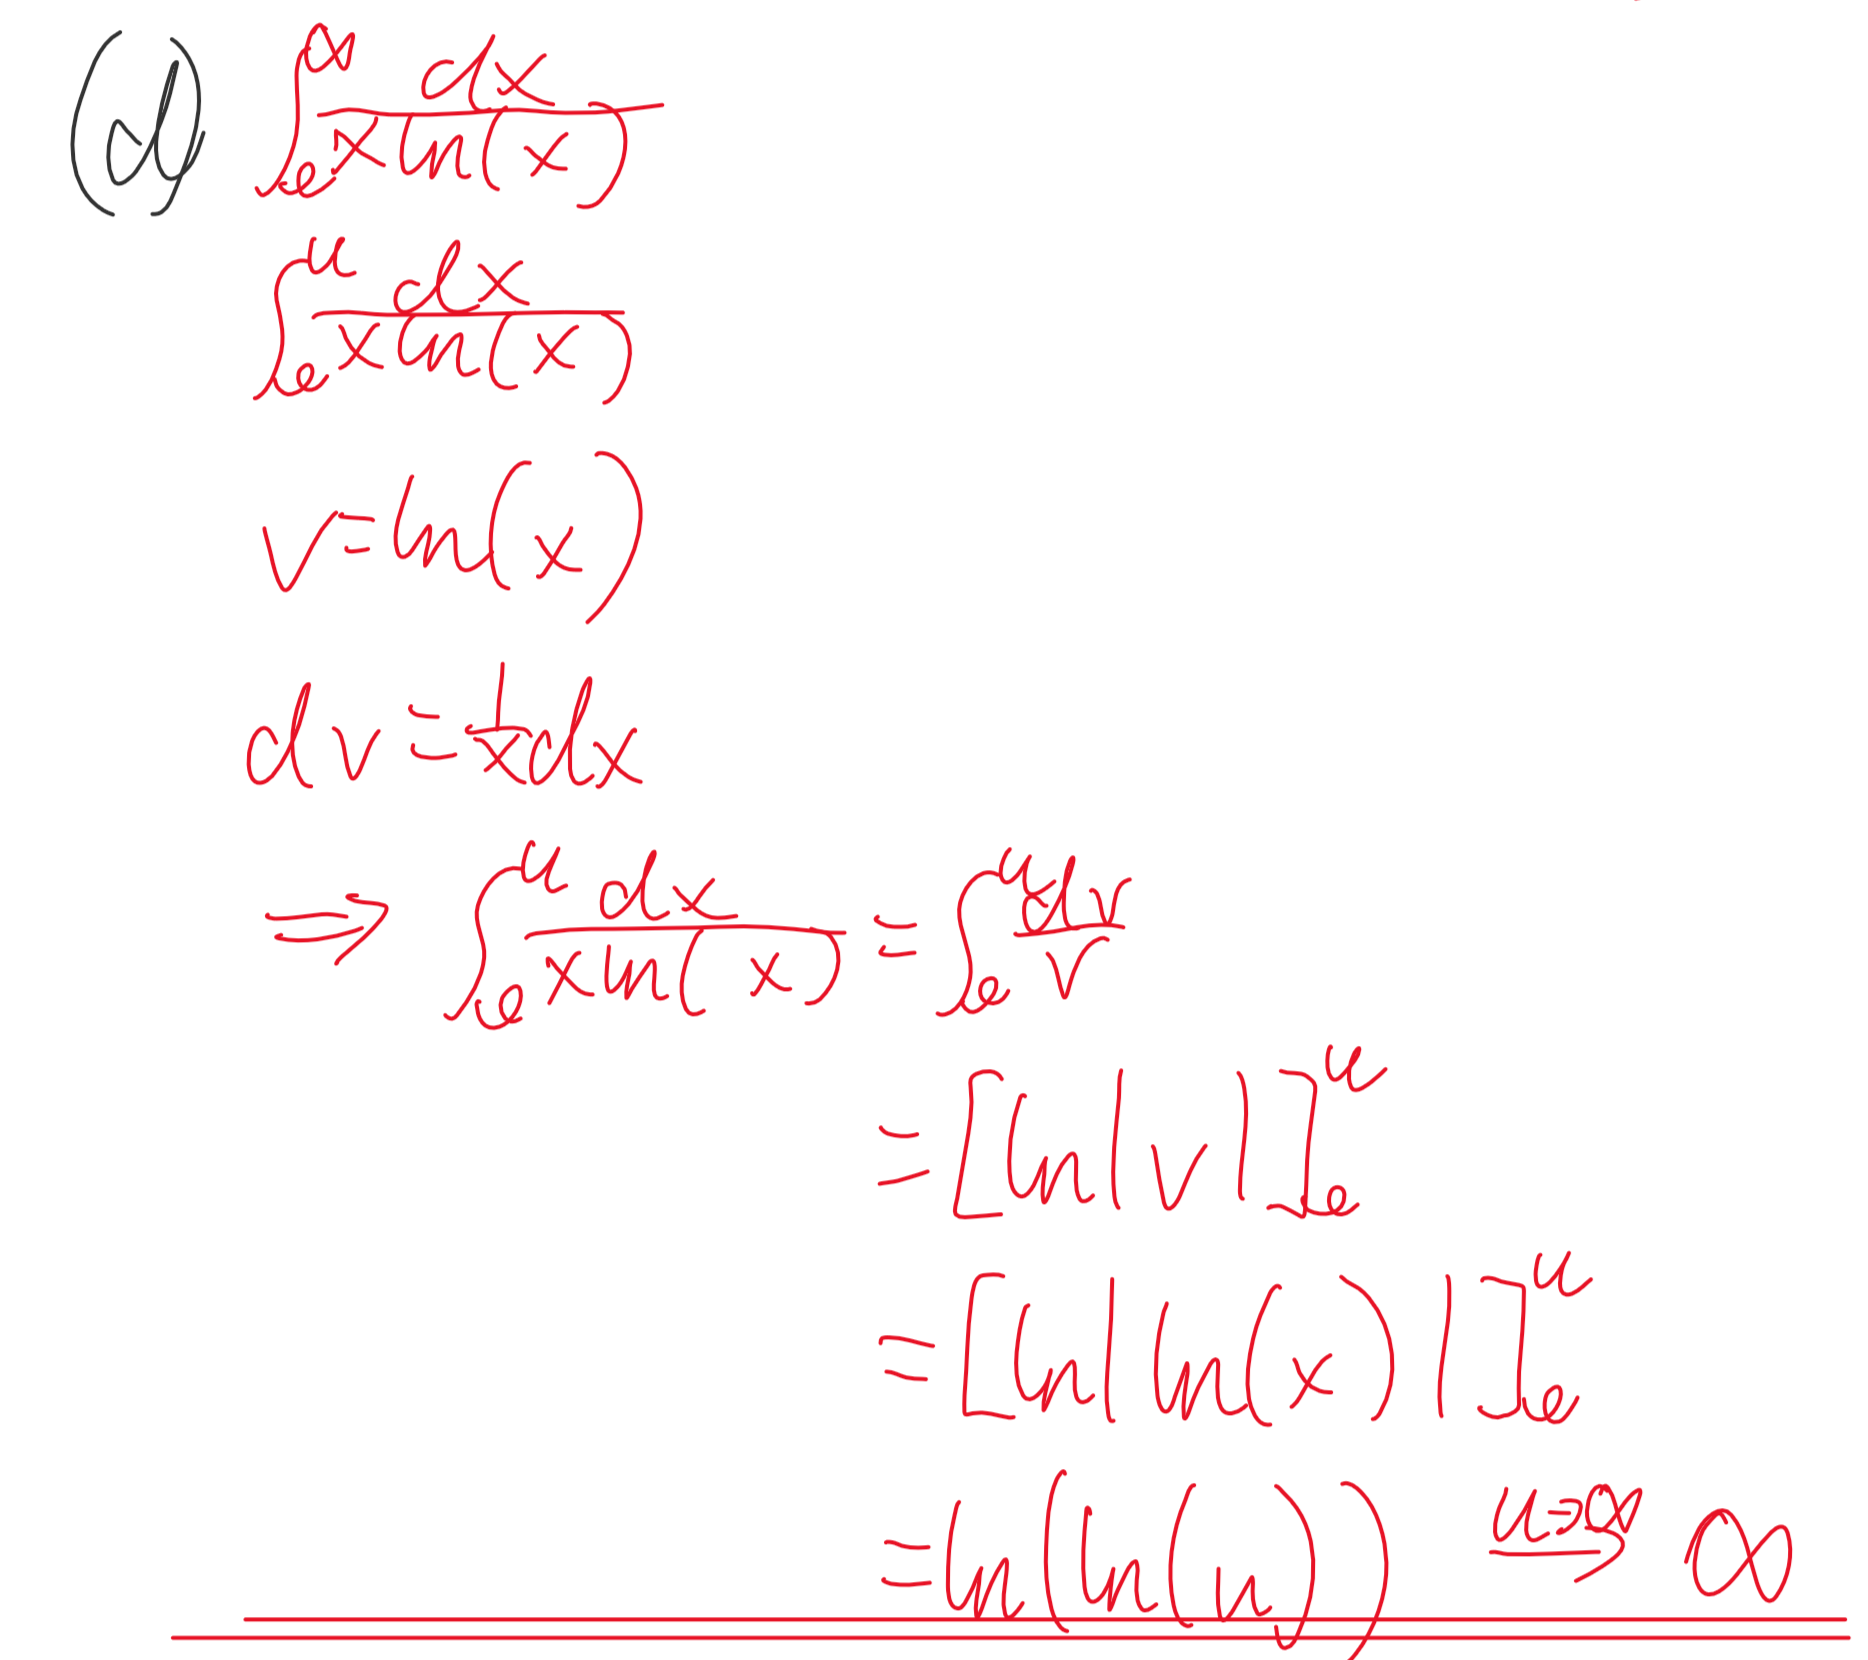 (d) ∫_e^∞ dx/(x ln(x))
∫_e^u dx/(x ln(x))
v = ln(x)
dv = 1/x dx
⇒ ∫_e^u dx/(x ln(x)) = ∫_e^u dv/v
= [ln|v|]_e^u
= [ln|ln(x)|]_e^u
= ln(ln(u)) u→∞ → ∞